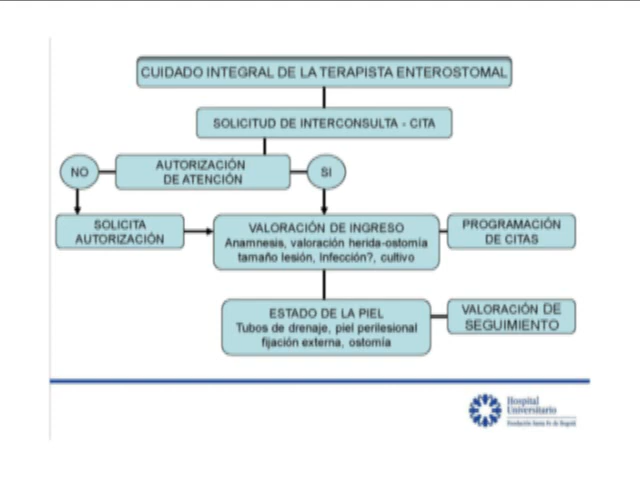 CUIDADO INTEGRAL DE LA TERAPISTA ENTEROSTOMAL
SOLICITUD DE INTERCONSULTA - CITA
NO
AUTORIZACIÓN
DE ATENCIÓN
SI
SOLICITA
AUTORIZACIÓN
VALORACIÓN DE INGRESO
Anamnesis, valoración herida-ostomía
tamaño lesión, Infección?, cultivo
PROGRAMACIÓN
DE CITAS
ESTADO DE LA PIEL
Tubos de drenaje, piel perilesional
fijación externa, ostomía
VALORACIÓN DE
SEGUIMIENTO
Hospital
Universitario
Fundación Santa Fe de Bogotá